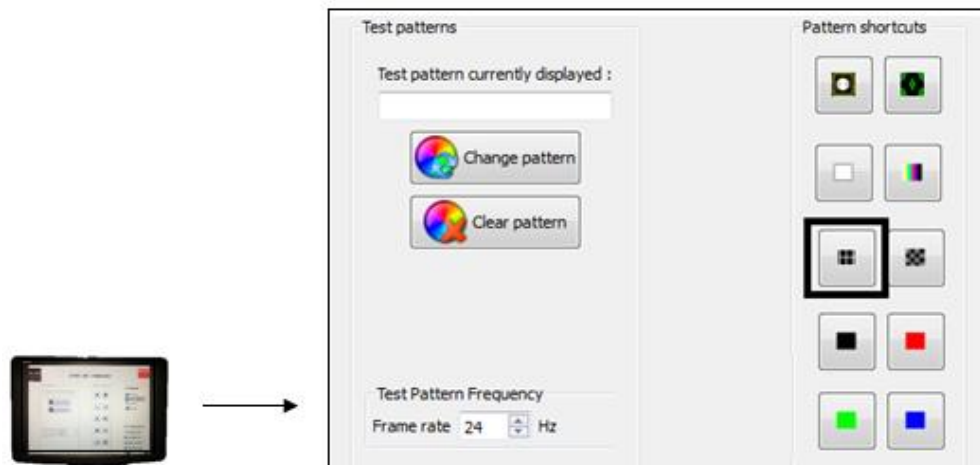 Test patterns
Test pattern currently displayed :
Change pattern
Clear pattern
Test Pattern Frequency
Frame rate 24 Hz
Pattern shortcuts